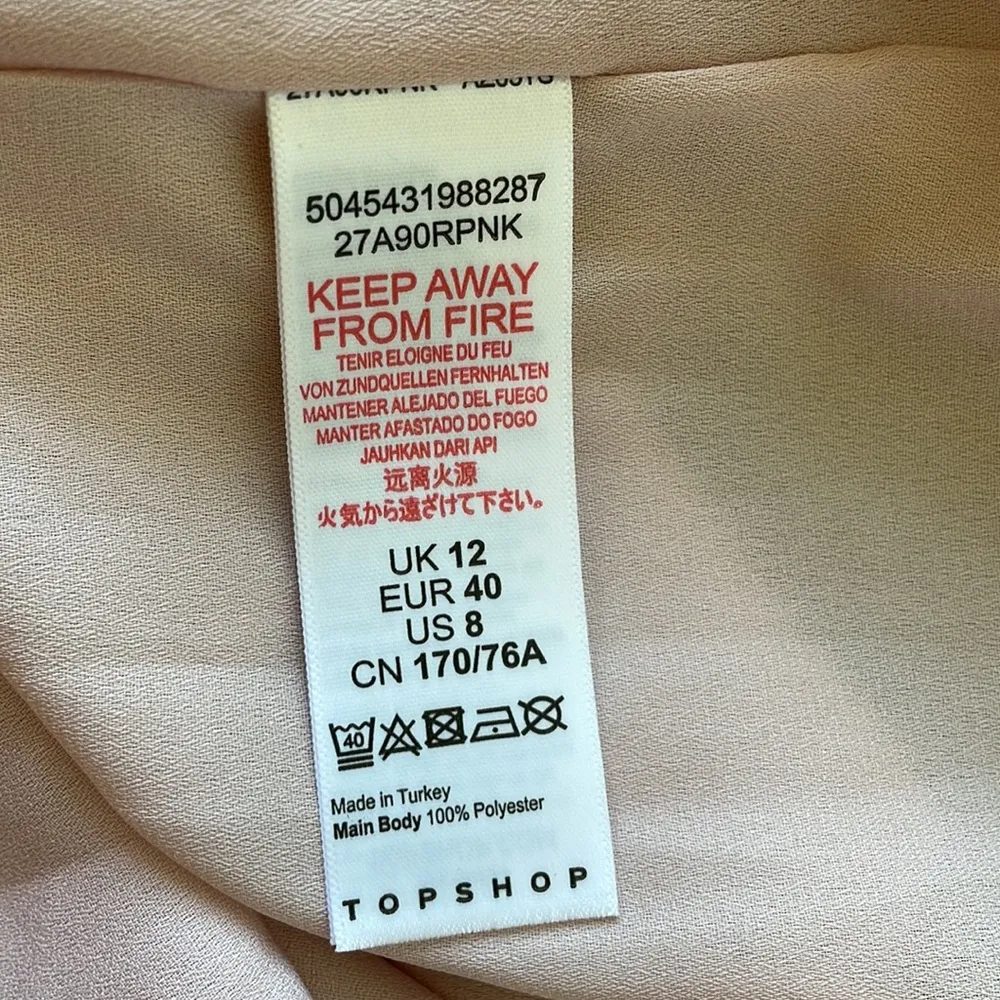 5045431988287
27A90RPNK
KEEP AWAY
FROM FIRE
TENIR ELOIGNE DU FEU
VON ZUNDQUELLEN FERNHALTEN
MANTENER ALEJADO DEL FUEGO
MANTER AFASTADO DO FOGO
JAUHKAN DARI API
远离火源
火気から遠ざけて下さい。
UK 12
EUR 40
US 8
CN 170/76A
40
Made in Turkey
Main Body 100% Polyester
TOPSHOP